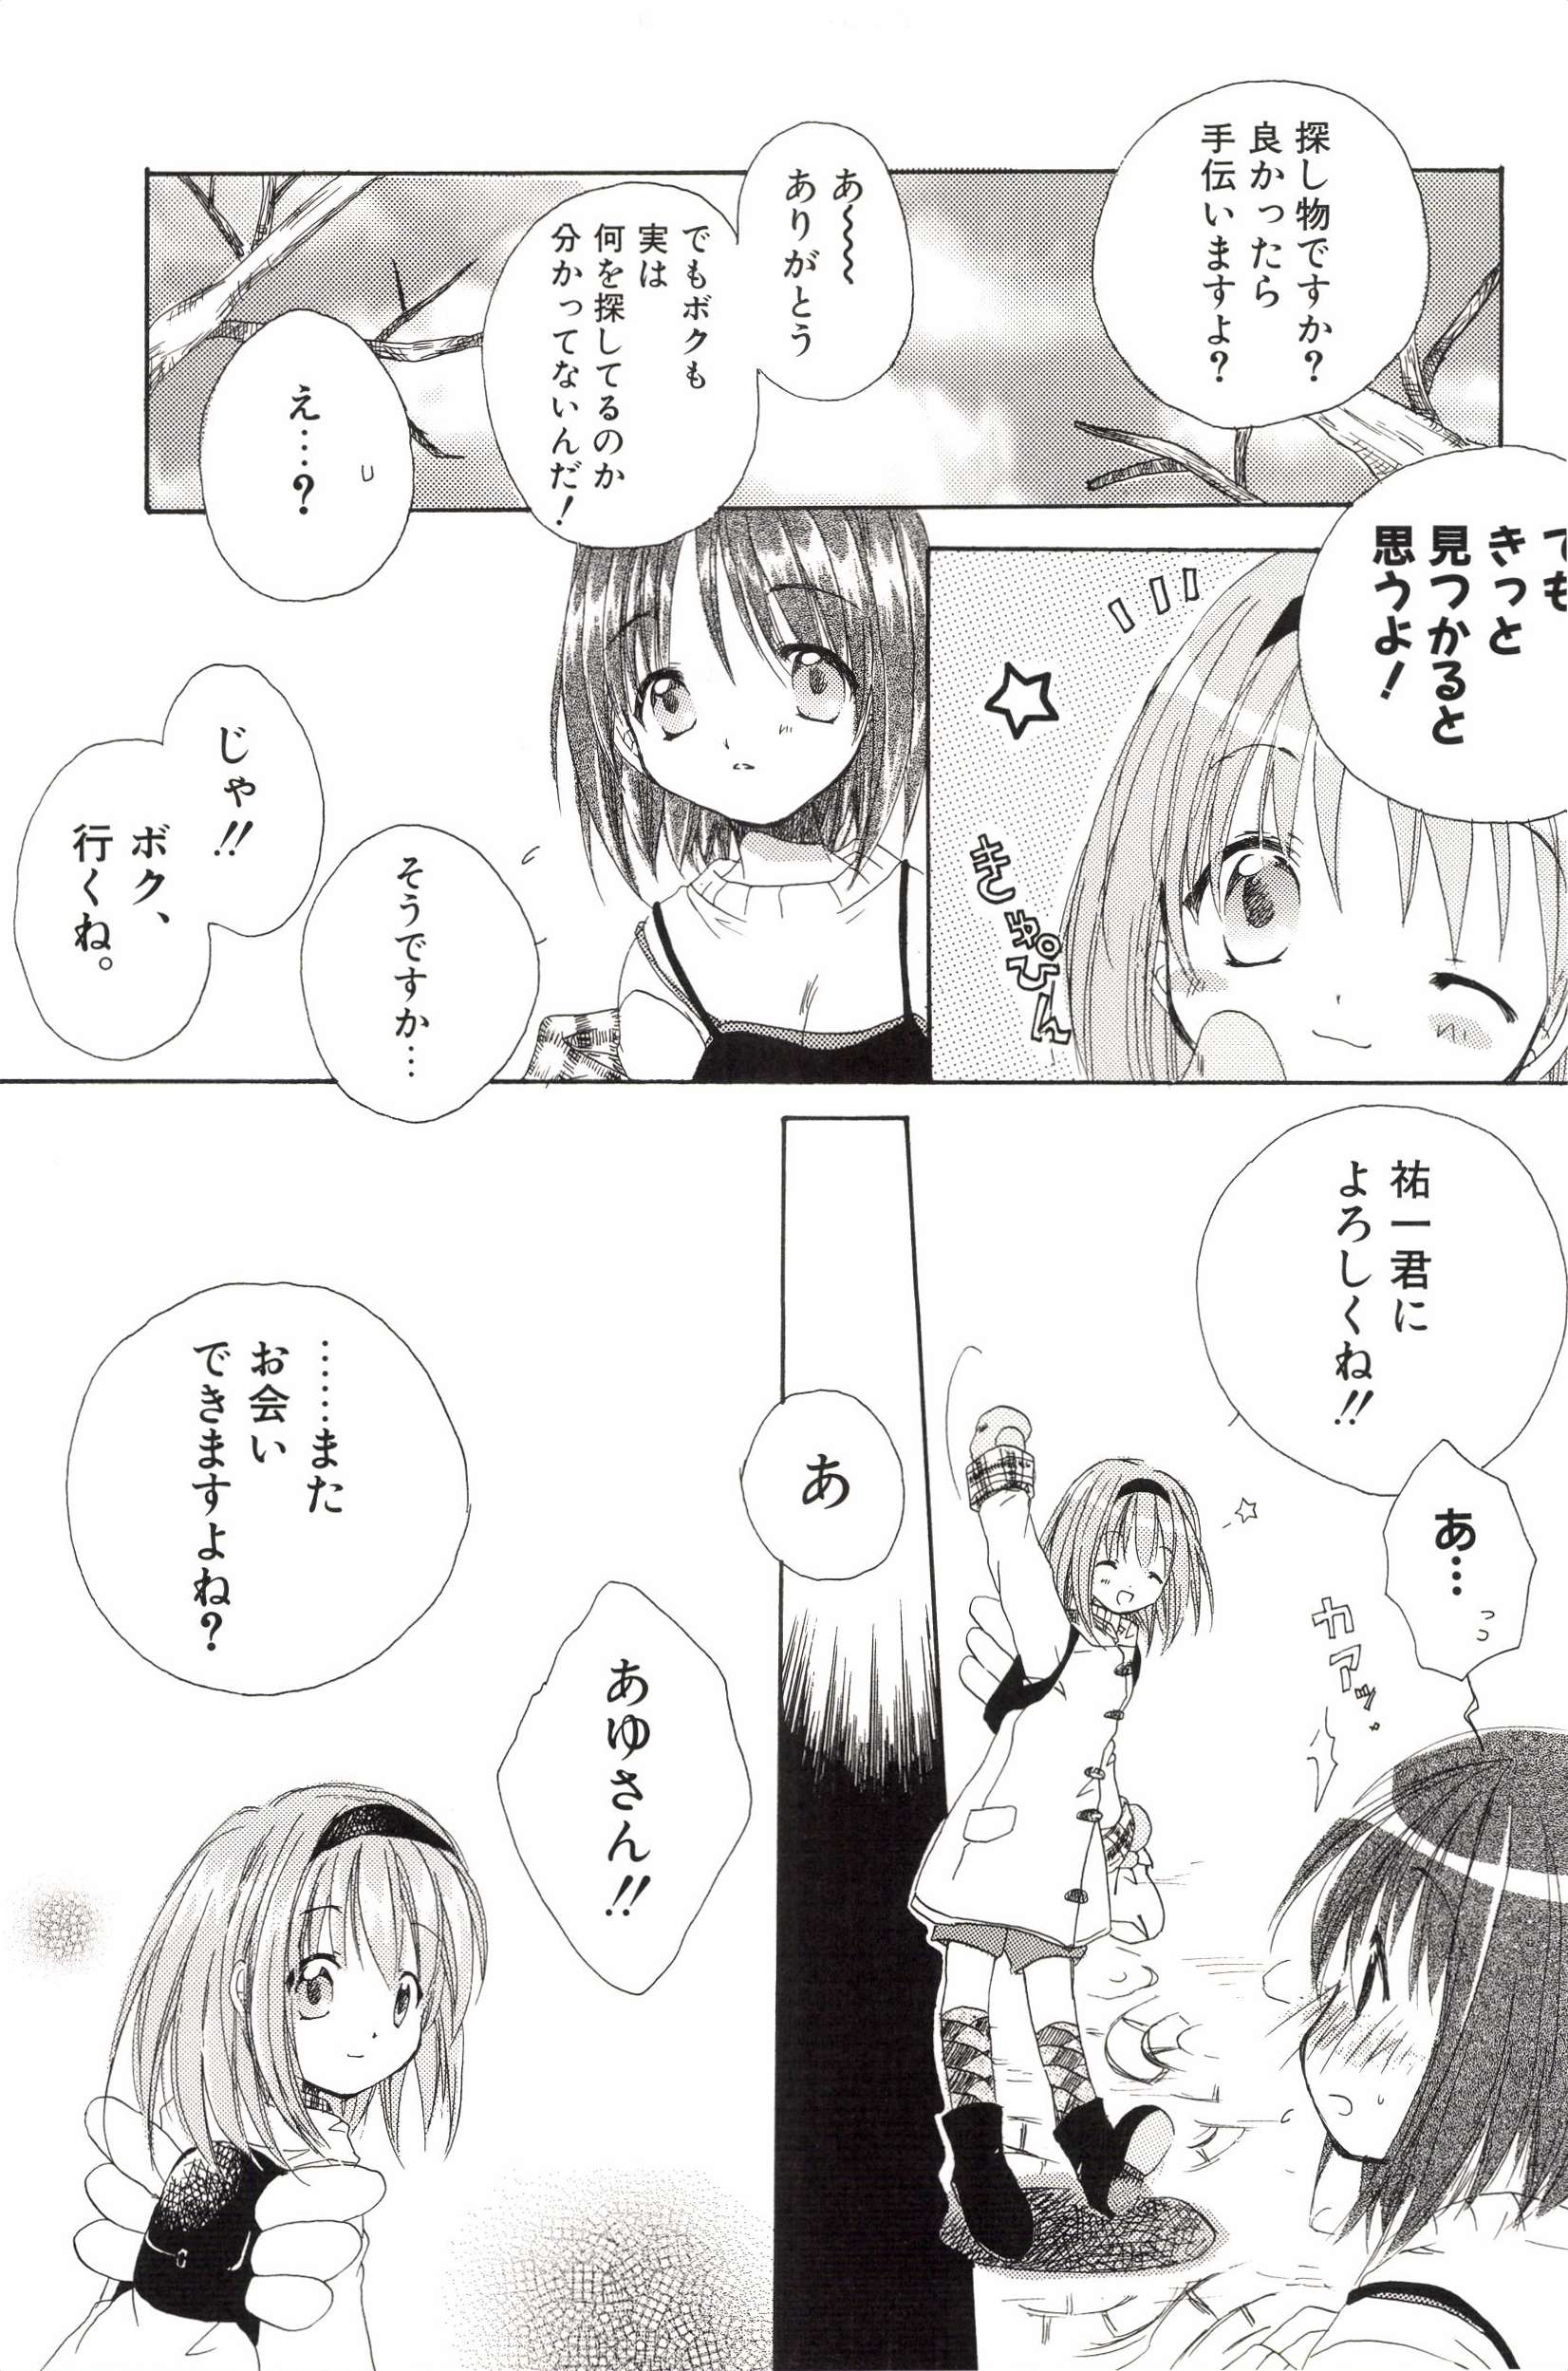 探し物ですか?
良かったら
手伝いますよ?
あ~~~
ありがとう
でもボクも
実は
何を探してるのか
分かってないんだ!
え…?
でも
きっと
見つかると
思うよ!
きゅぴーん
そうですか…
じゃ!!
ボク、
行くね。
祐一君に
よろしくね!!
あ…
カアァッ。
あ
あゆさん!!
……また
お会い
できますよね?